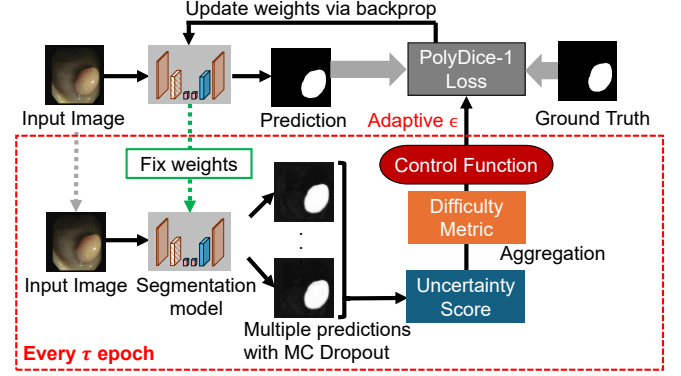 Update weights via backprop
PolyDice-1
Loss
Input Image
Prediction
Adaptive ϵ
Ground Truth
Fix weights
Control Function
Difficulty
Metric
Aggregation
Input Image
Segmentation
model
:
Uncertainty
Score
Multiple predictions
with MC Dropout
Every τ epoch